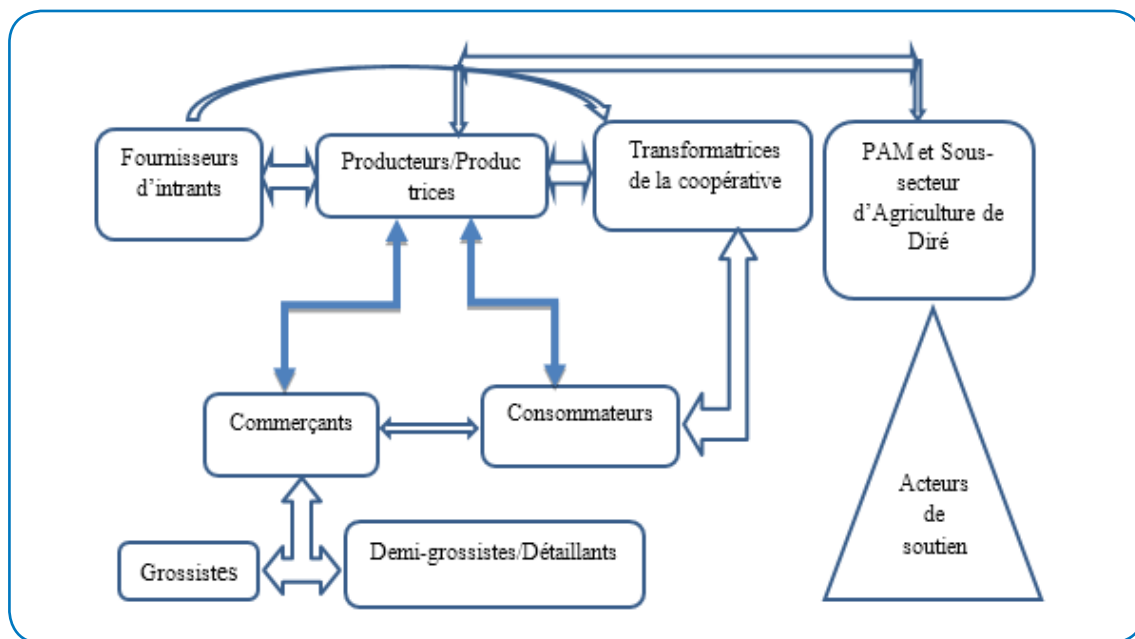 Fournisseurs
d'intrants
Producteurs/Produc
trices
Transformatrices
de la coopérative
PAM et Sous-
secteur
d'Agriculture de
Diré
Commerçants
Consommateurs
Grossistes
Demi-grossistes/Détaillants
Acteurs
de
soutien